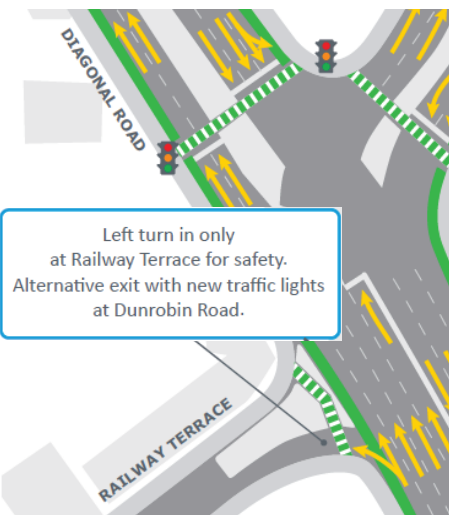 DIAGONAL ROAD
Left turn in only
at Railway Terrace for safety.
Alternative exit with new traffic lights
at Dunrobin Road.
RAILWAY TERRACE